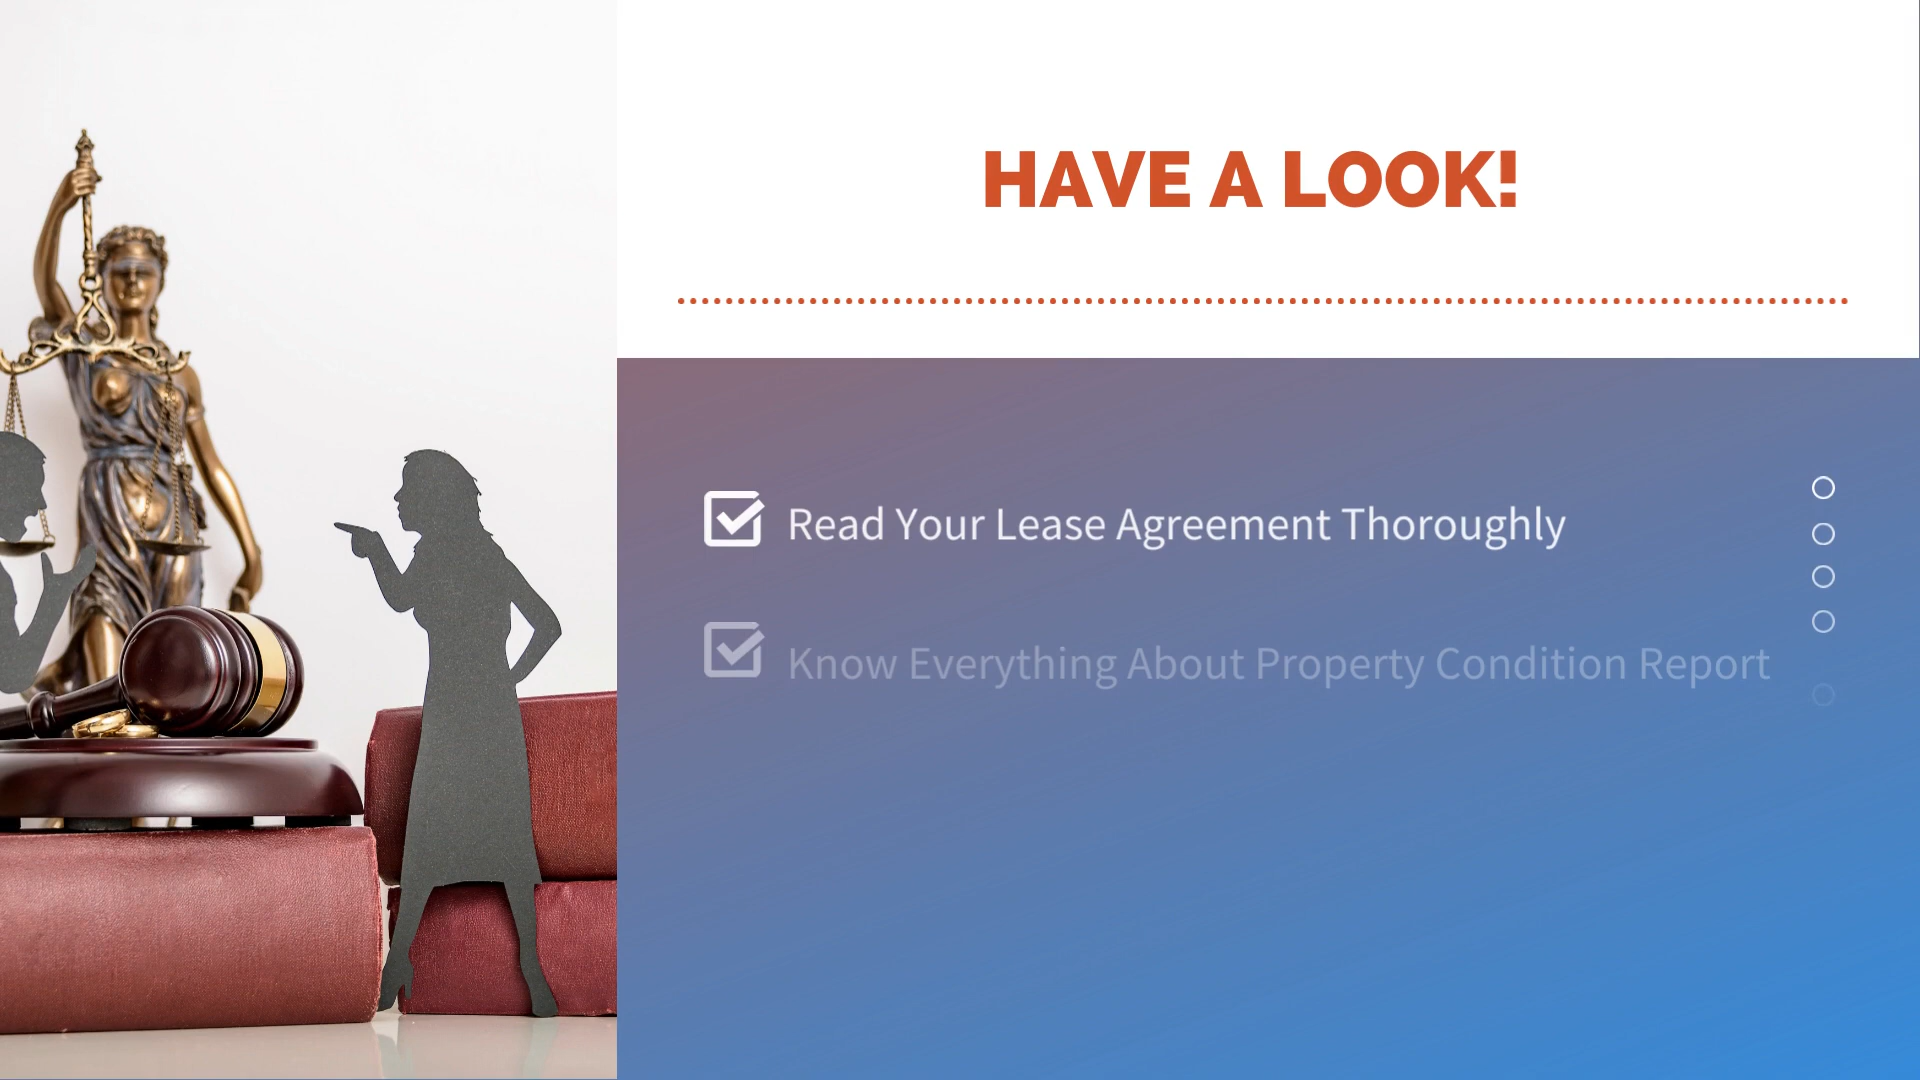 HAVE A LOOK!
Read Your Lease Agreement Thoroughly
Know Everything About Property Condition Report